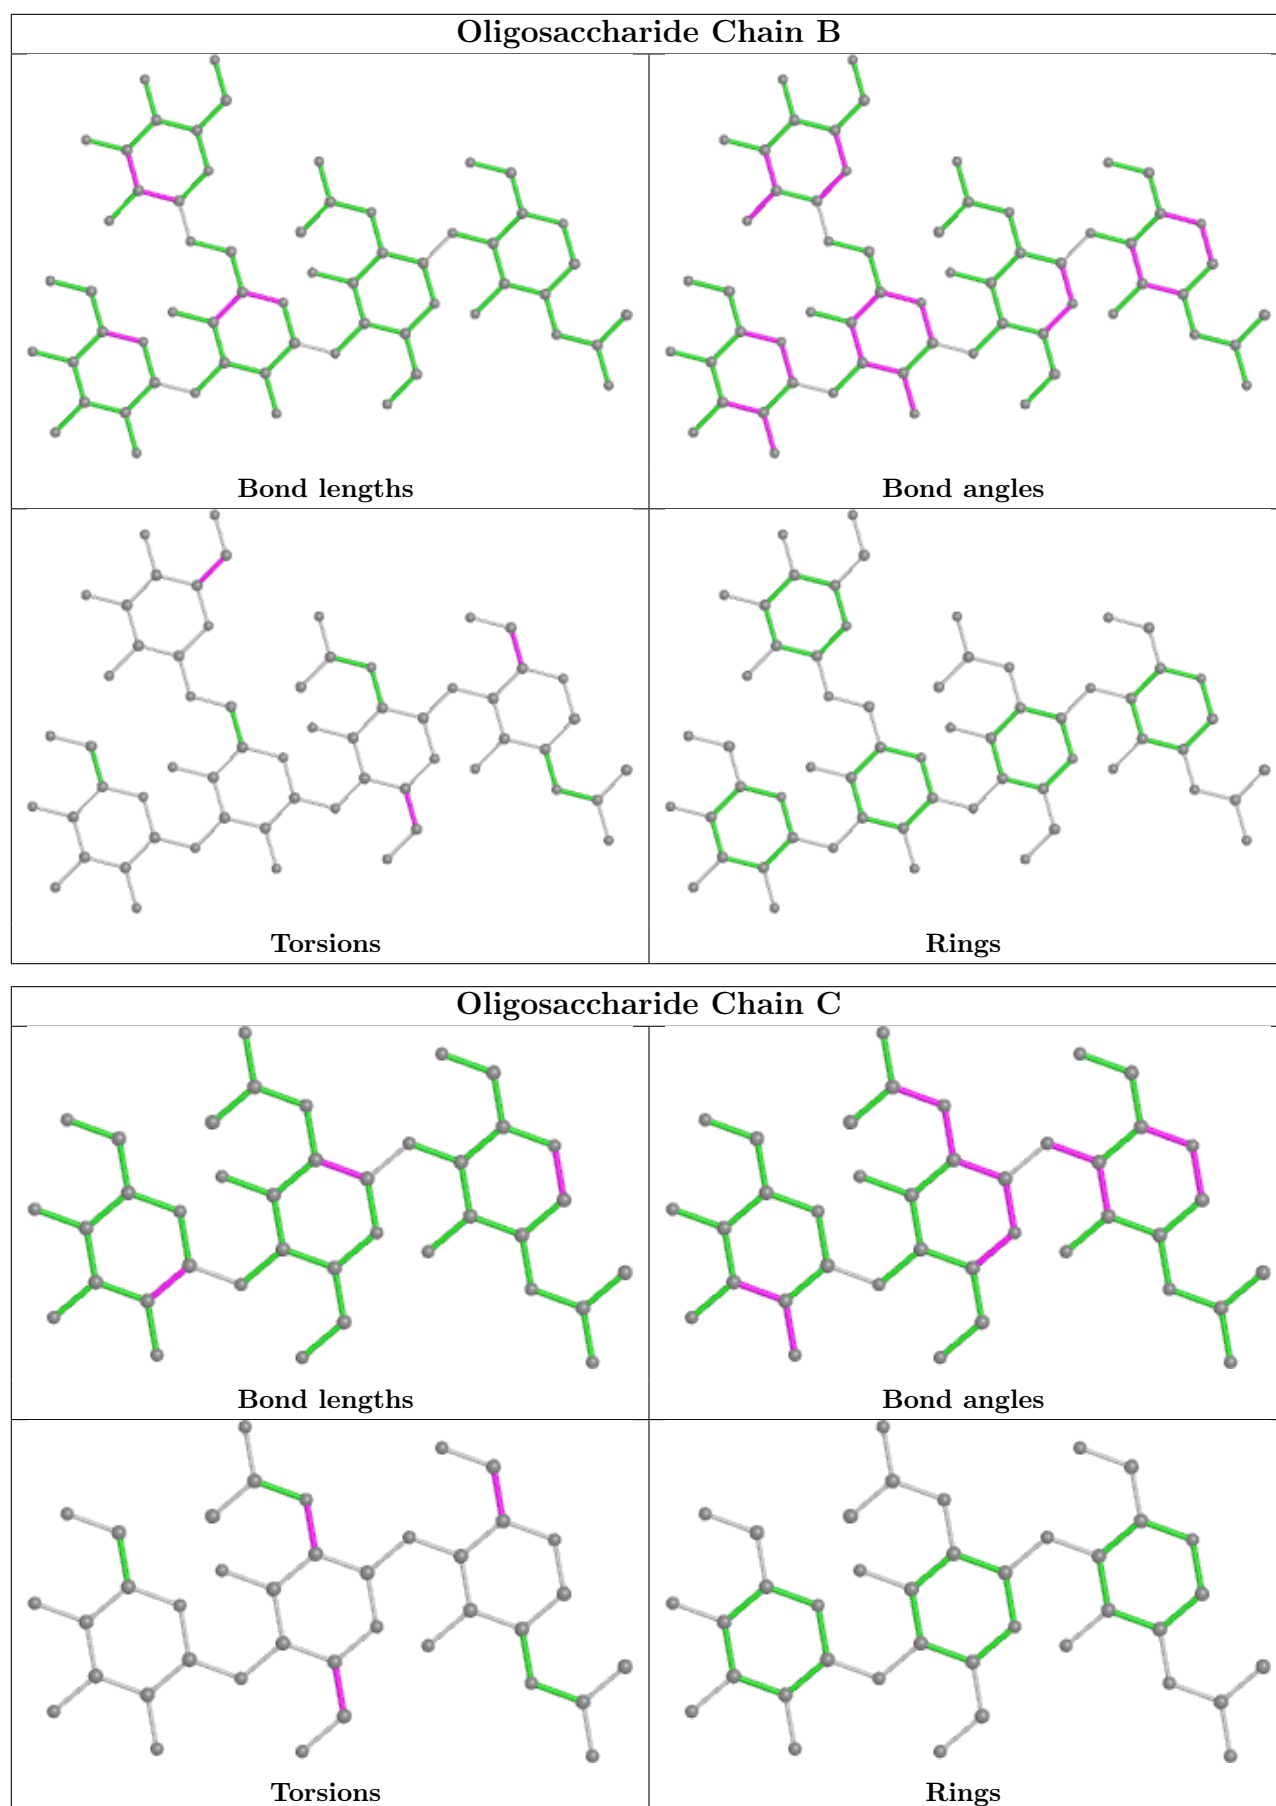 Oligosaccharide Chain B
Bond lengths
Bond angles
Torsions
Rings
Oligosaccharide Chain C
Bond lengths
Bond angles
Torsions
Rings